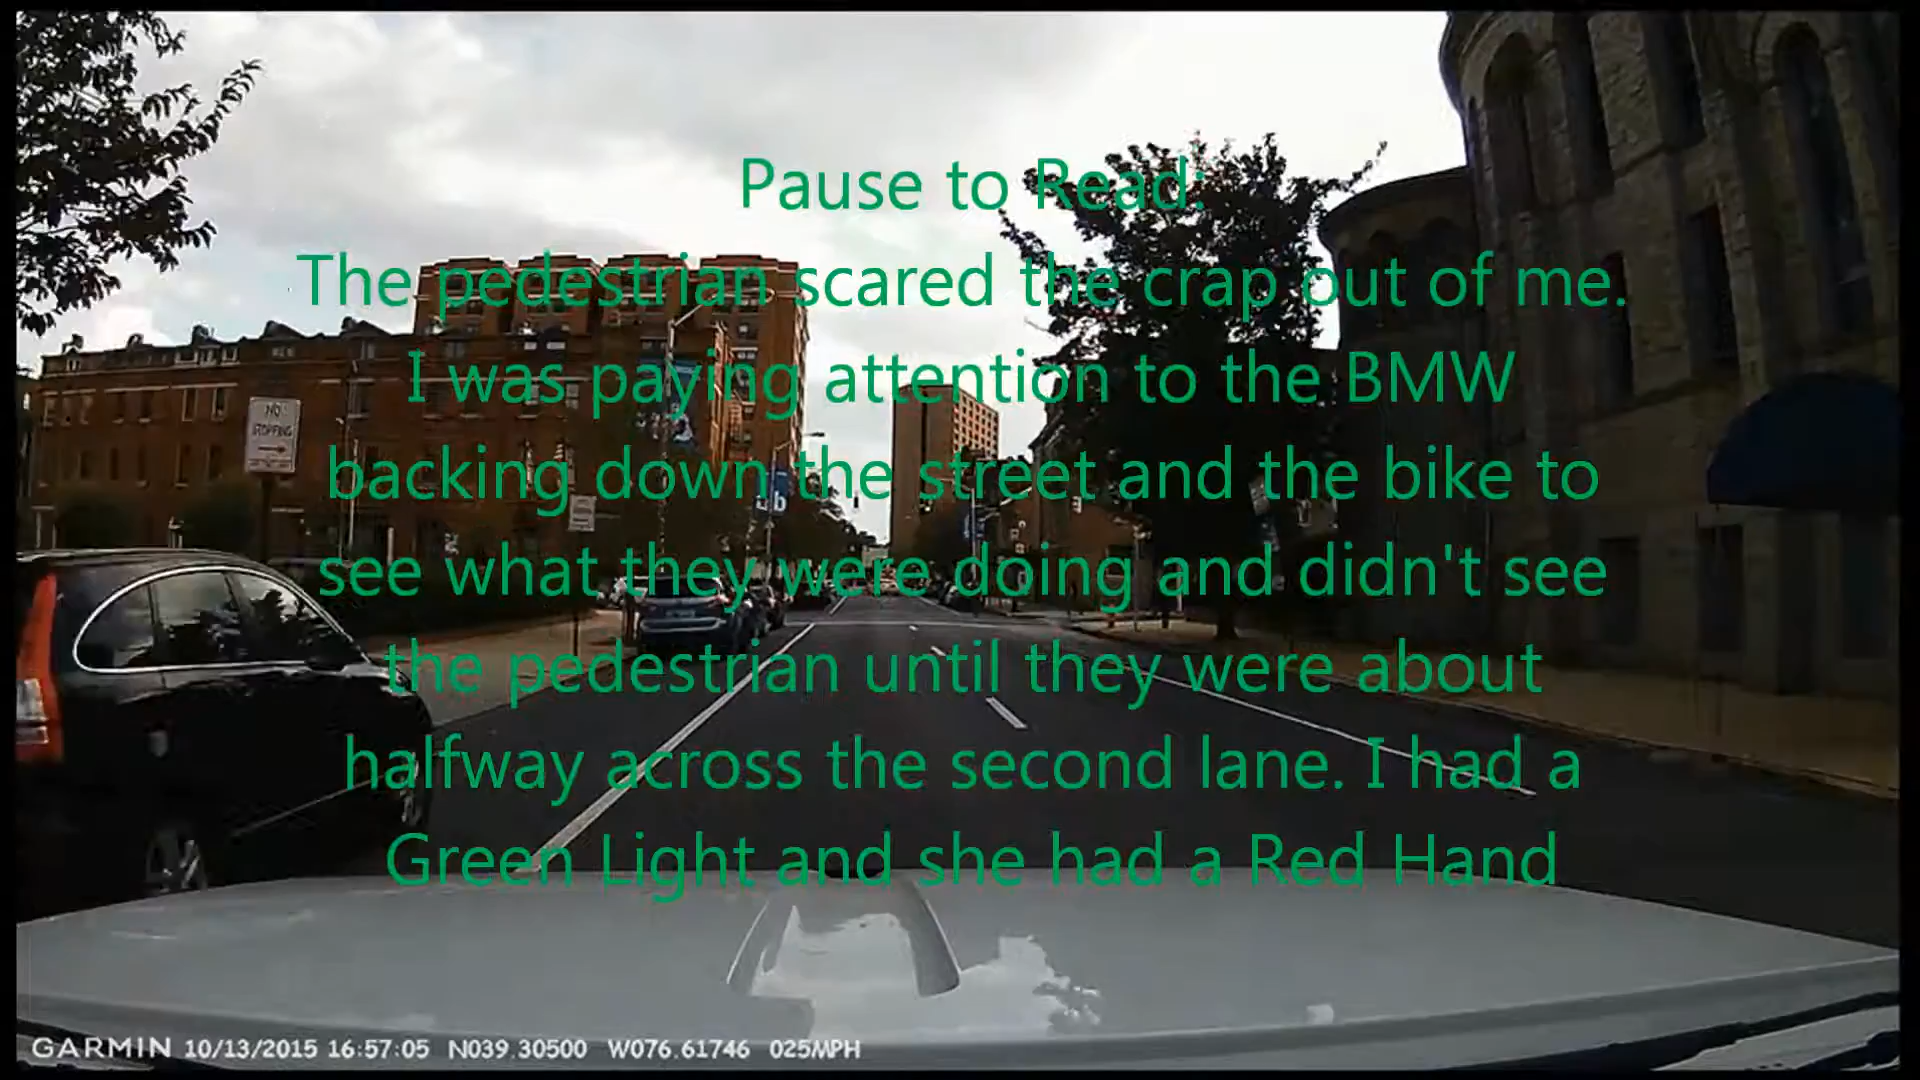 Pause to Read:
The pedestrian scared the crap out of me.
I was paying attention to the BMW
backing down the street and the bike to
see what they were doing and didn't see
the pedestrian until they were about
halfway across the second lane. I had a
Green Light and she had a Red Hand
NO
STOPPING
GARMIN 10/13/2015 16:57:05 N039.30500 W076.61746 025MPH